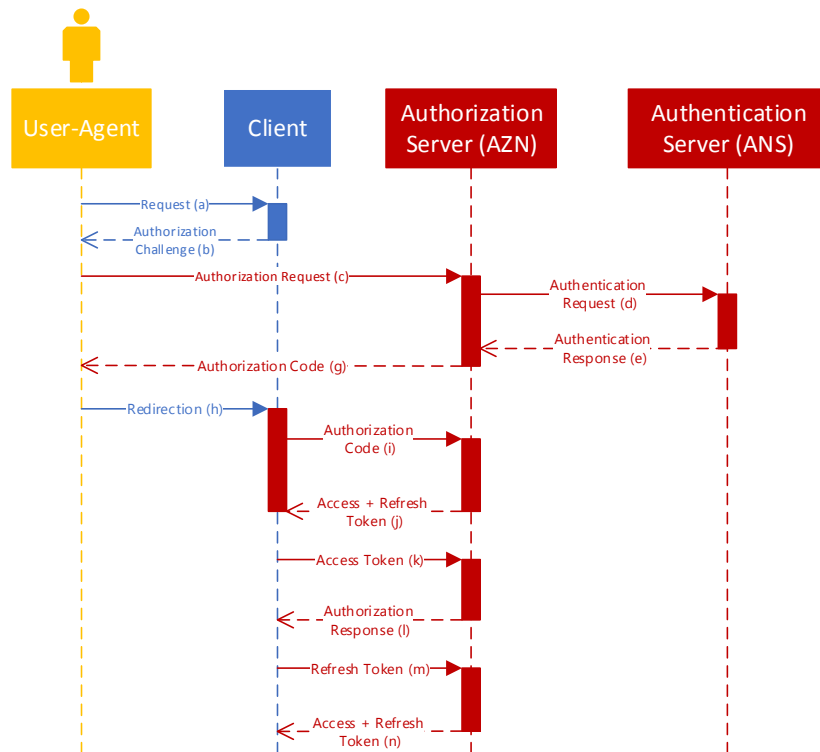 User-Agent
Client
Authorization
Server (AZN)
Authentication
Server (ANS)
Request (a)
Authorization
Challenge (b)
Authorization Request (c)
Authentication
Request (d)
Authentication
Response (e)
Authorization Code (g)
Redirection (h)
Authorization
Code (i)
Access + Refresh
Token (j)
Access Token (k)
Authorization
Response (l)
Refresh Token (m)
Access + Refresh
Token (n)